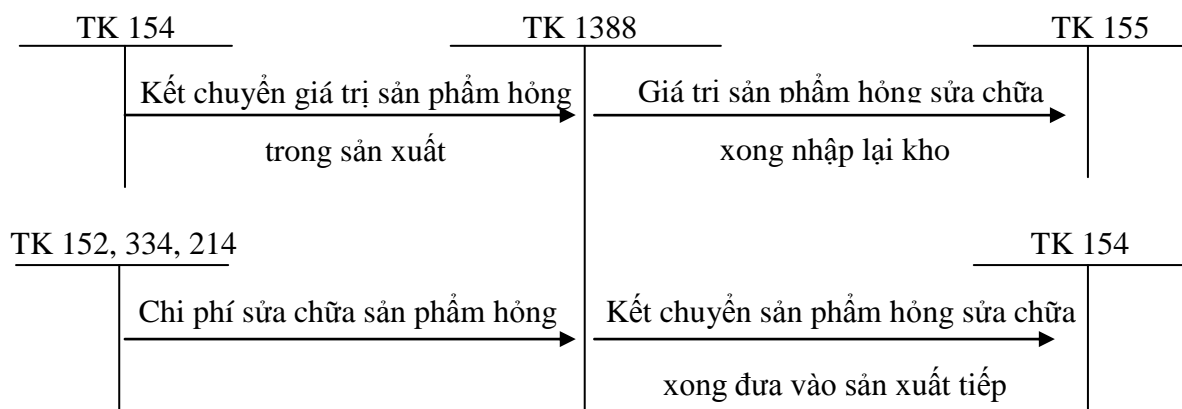 TK 154
TK 1388
TK 155
Kết chuyển giá trị sản phẩm hỏng
Giá trị sản phẩm hỏng sửa chữa
trong sản xuất
xong nhập lại kho
TK 152, 334, 214
TK 154
Chi phí sửa chữa sản phẩm hỏng
Kết chuyển sản phẩm hỏng sửa chữa
xong đưa vào sản xuất tiếp